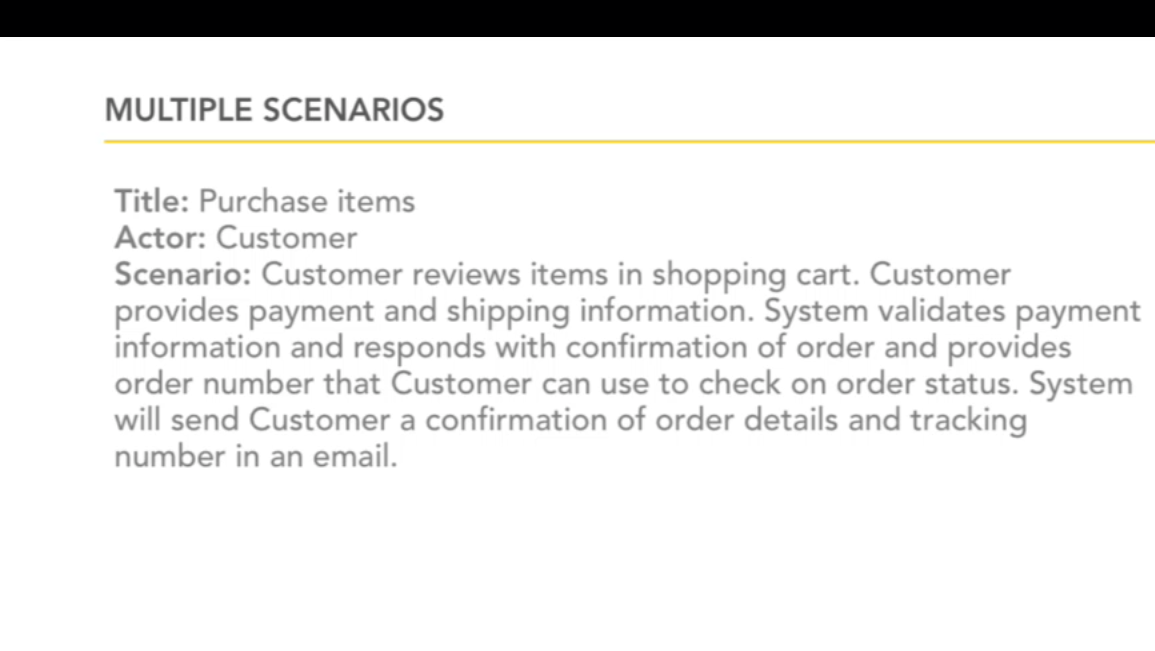 MULTIPLE SCENARIOS
Title: Purchase items
Actor: Customer
Scenario: Customer reviews items in shopping cart. Customer
provides payment and shipping information. System validates payment
information and responds with confirmation of order and provides
order number that Customer can use to check on order status. System
will send Customer a confirmation of order details and tracking
number in an email.